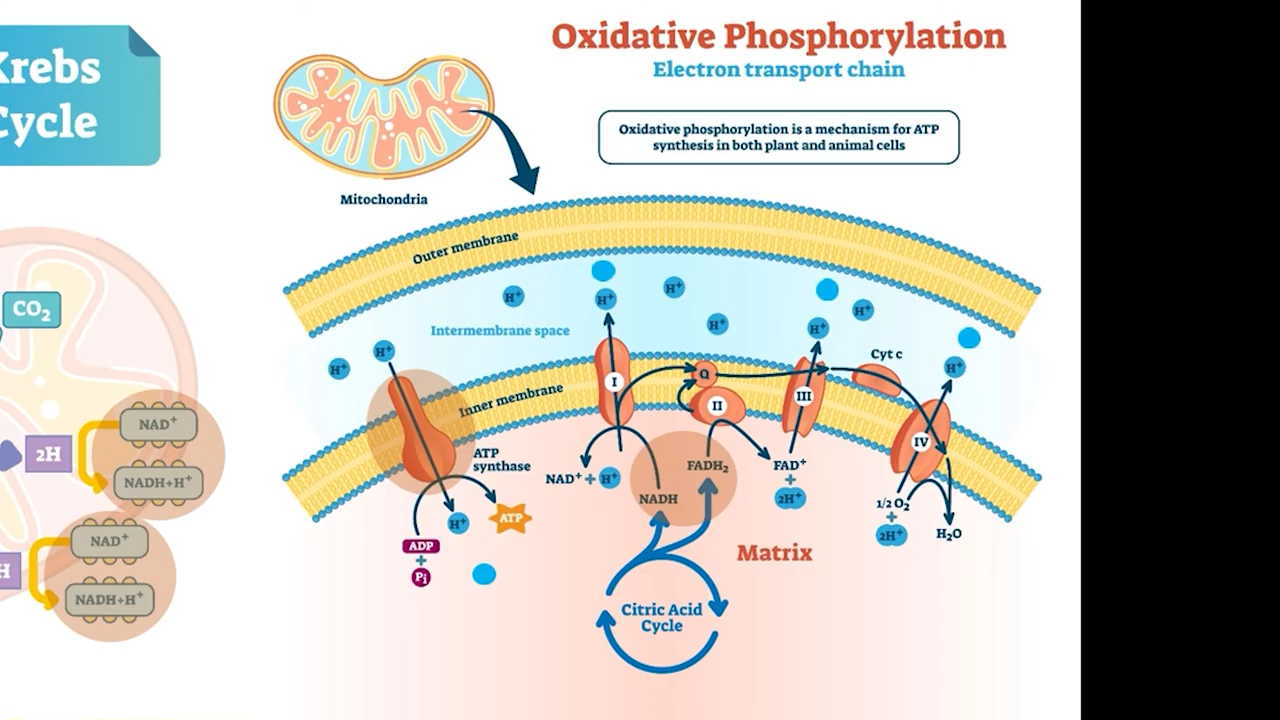 Krebs
Cycle
CO₂
NAD⁺
2H
NADH+H⁺
NAD⁺
H
NADH+H⁺
Oxidative Phosphorylation
Electron transport chain
Oxidative phosphorylation is a mechanism for ATP
synthesis in both plant and animal cells
Mitochondria
Outer membrane
Intermembrane space
H⁺
H⁺
H⁺
H⁺
H⁺
H⁺
H⁺
H⁺
H⁺
Cyt c
Inner membrane
I
Q
II
III
IV
ATP
synthase
NAD⁺ + H⁺
NADH
FADH₂
FAD⁺
+
2H⁺
1/2 O₂
+
2H⁺
H₂O
H⁺
ATP
ADP
+
Pi
Matrix
Citric Acid
Cycle